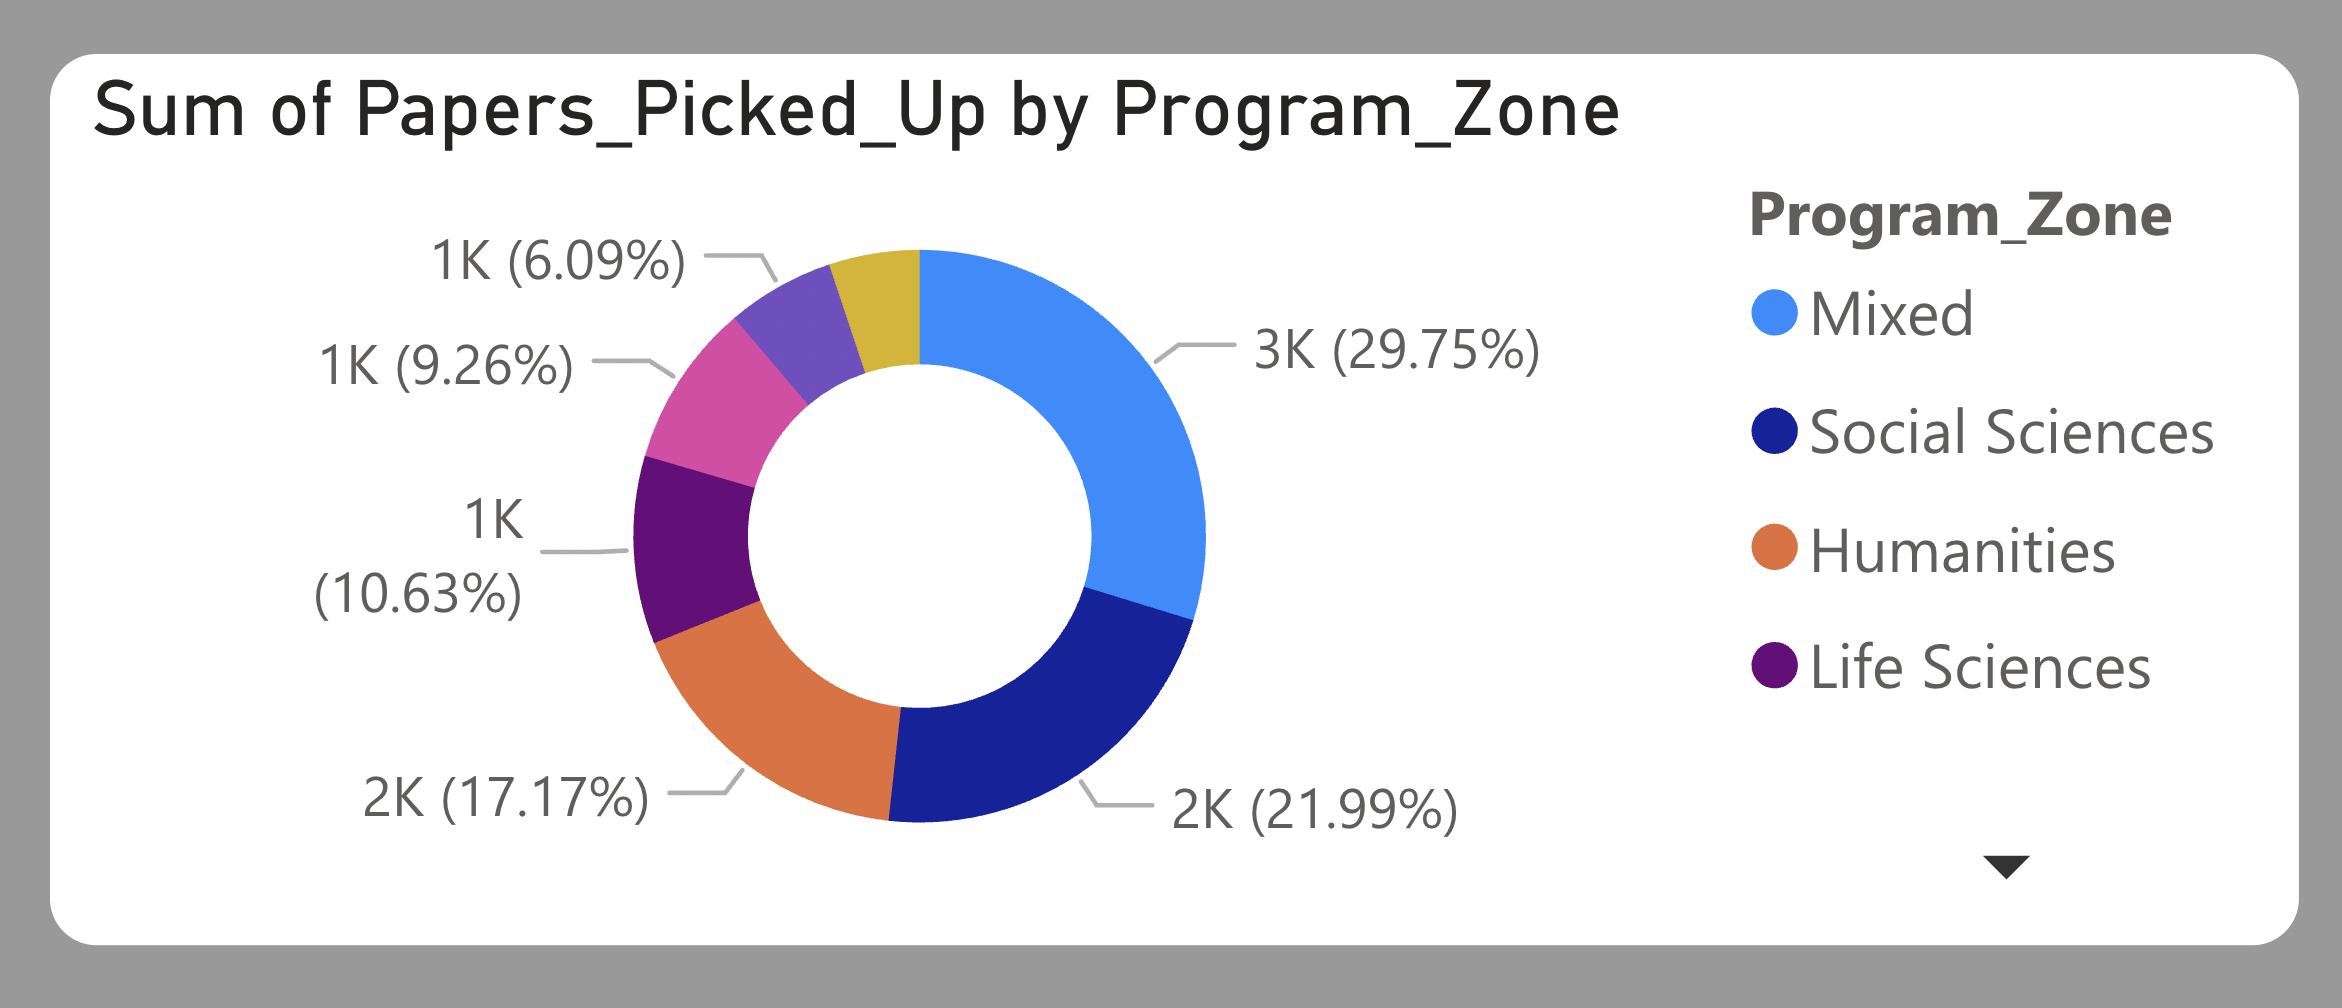 Sum of Papers_Picked_Up by Program_Zone
1K (6.09%)
1K (9.26%)
1K
(10.63%)
2K (17.17%)
3K (29.75%)
2K (21.99%)
Program_Zone
Mixed
Social Sciences
Humanities
Life Sciences